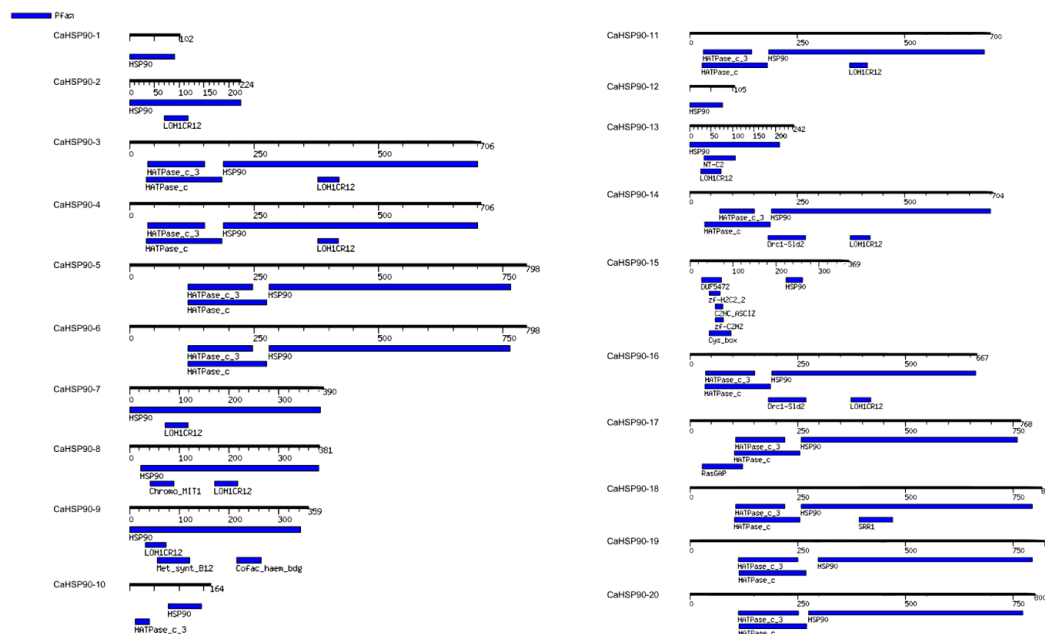 Pfam
CaHSP90-1
102
HSP90
CaHSP90-2
0 50 100 150 200 224
HSP90
LOH1CR12
CaHSP90-3
0 250 500 706
HATPase_c_3 HSP90
HATPase_c LOH1CR12
CaHSP90-4
0 250 500 706
HATPase_c_3 HSP90
HATPase_c LOH1CR12
CaHSP90-5
0 250 500 750 798
HATPase_c_3 HSP90
HATPase_c
CaHSP90-6
0 250 500 750 798
HATPase_c_3 HSP90
HATPase_c
CaHSP90-7
0 100 200 300 390
HSP90
LOH1CR12
CaHSP90-8
0 100 200 300 381
HSP90
Chromo_MIT1 LOH1CR12
CaHSP90-9
0 100 200 300 359
HSP90
LOH1CR12
Met_synt_B12 Cofac_haem_bdg
CaHSP90-10
0 164
HSP90
HATPase_c_3
CaHSP90-11
0 250 500 700
HATPase_c_3 HSP90
HATPase_c LOH1CR12
CaHSP90-12
0 105
HSP90
CaHSP90-13
0 50 100 150 200 242
HSP90
NT-C2
LOH1CR12
CaHSP90-14
0 250 500 704
HATPase_c_3 HSP90
HATPase_c
Drc1-Sld2 LOH1CR12
CaHSP90-15
0 100 200 300 369
DUF5472 HSP90
zf-H2C2_2
C2HC_ASCIZ
zf-C2H2
Cys_box
CaHSP90-16
0 250 500 667
HATPase_c_3 HSP90
HATPase_c
Drc1-Sld2 LOH1CR12
CaHSP90-17
0 250 500 750 768
HATPase_c_3 HSP90
HATPase_c
RasGAP
CaHSP90-18
0 250 500 750
HATPase_c_3 HSP90
HATPase_c SRR1
CaHSP90-19
0 250 500 750
HATPase_c_3 HSP90
HATPase_c
CaHSP90-20
0 250 500 750 800
HATPase_c_3 HSP90
HATPase_c